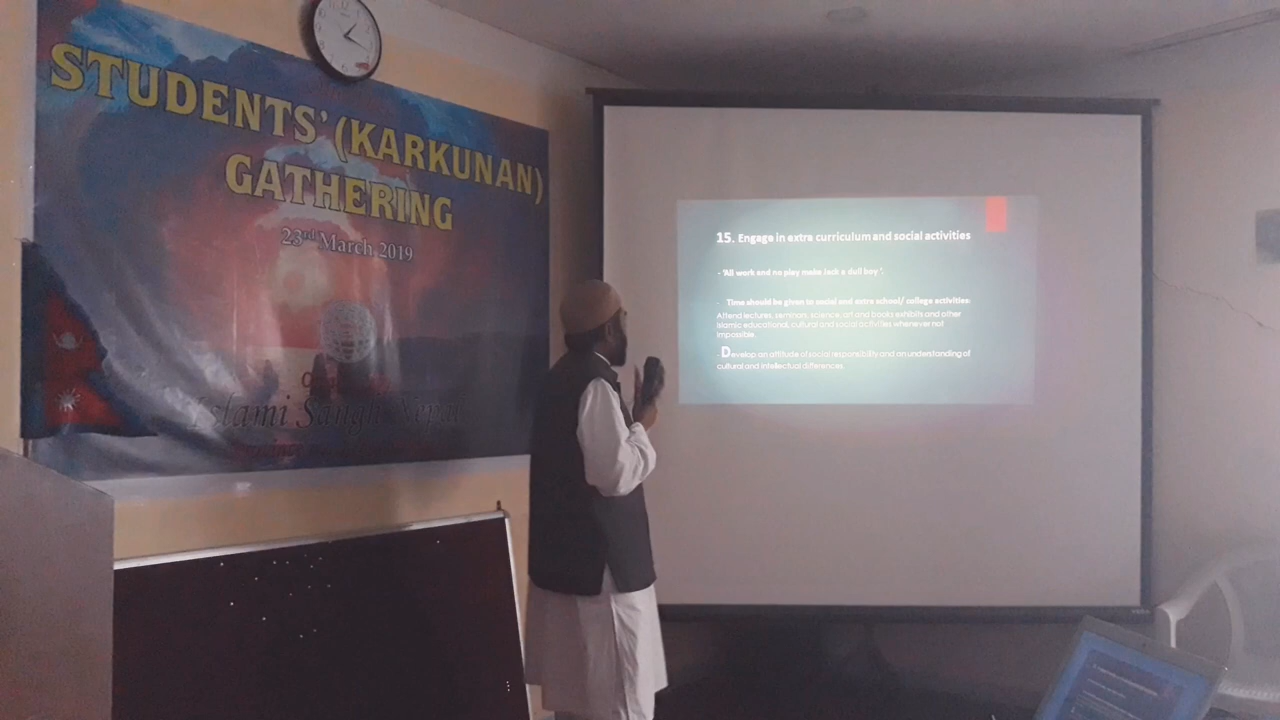 STUDENTS' (KARKUNAN)
GATHERING
23rd March 2019
Islami Sangh Nepal
15. Engage in extra curriculum and social activities
- 'All work and no play make Jack a dull boy '.
- Time should be given to social and extra school/ college activities:
Attend lectures, seminars, science, art and books exhibits and other
Islamic educational, cultural and social activities whenever not
impossible.
- Develop an attitude of social responsibility and an understanding of
cultural and intellectual differences.